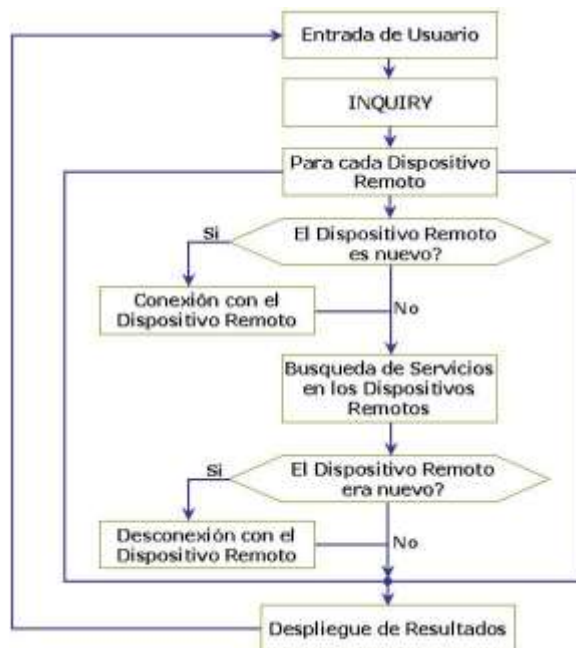 Entrada de Usuario
INQUIRY
Para cada Dispositivo
Remoto
Si
El Dispositivo Remoto
es nuevo?
Conexión con el
Dispositivo Remoto
No
Busqueda de Servicios
en los Dispositivos
Remotos
Si
El Dispositivo Remoto
era nuevo?
Desconexión con el
Dispositivo Remoto
No
Despliegue de Resultados